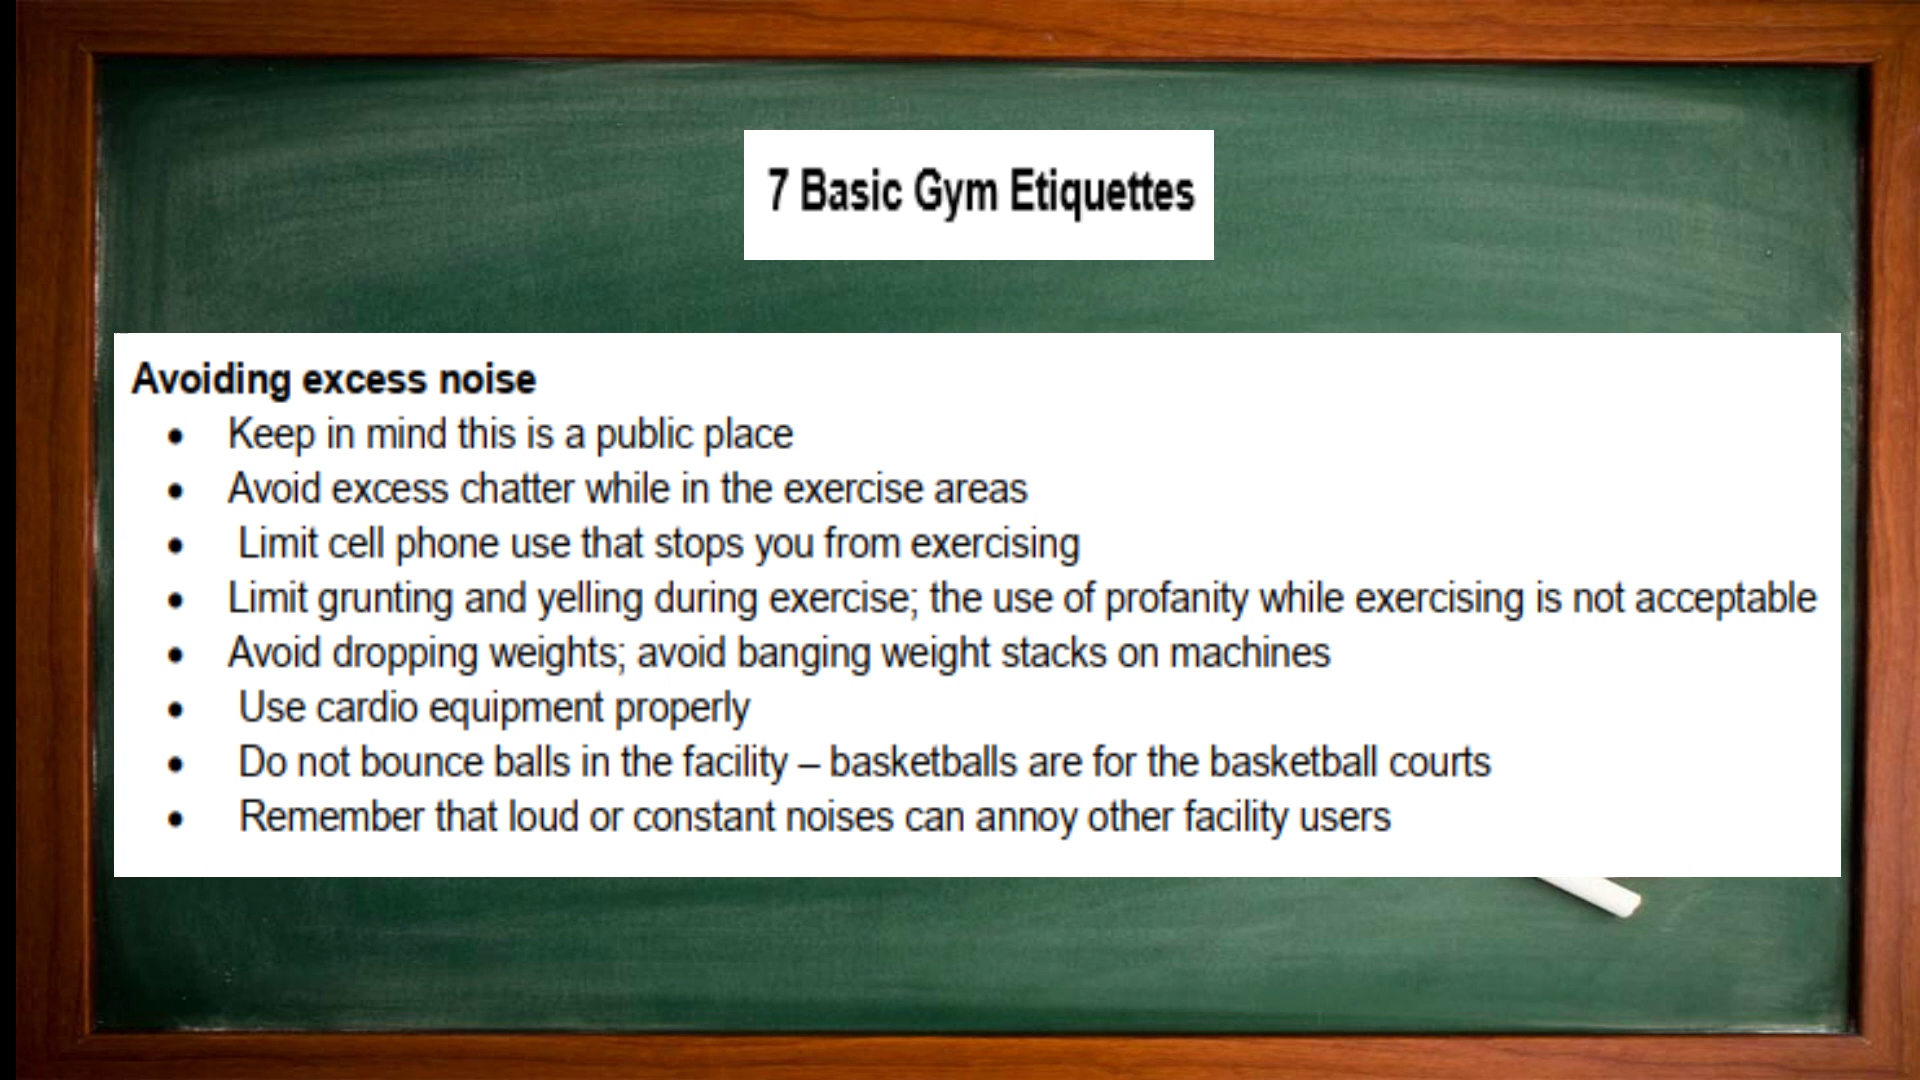 7 Basic Gym Etiquettes
Avoiding excess noise
• Keep in mind this is a public place
• Avoid excess chatter while in the exercise areas
• Limit cell phone use that stops you from exercising
• Limit grunting and yelling during exercise; the use of profanity while exercising is not acceptable
• Avoid dropping weights; avoid banging weight stacks on machines
• Use cardio equipment properly
• Do not bounce balls in the facility – basketballs are for the basketball courts
• Remember that loud or constant noises can annoy other facility users